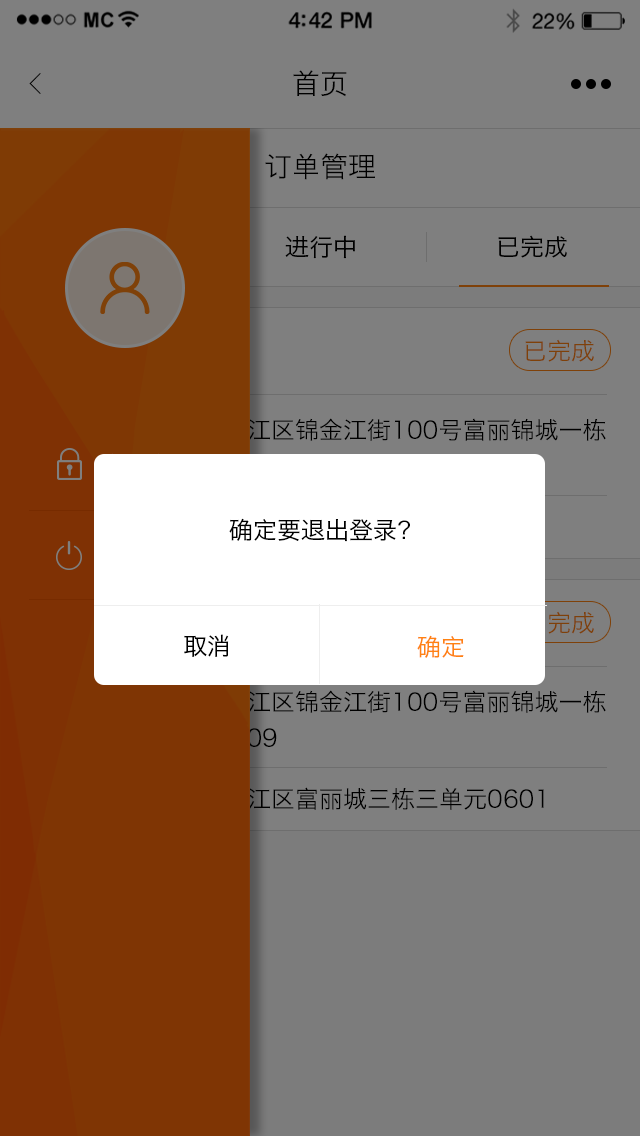 MC 4:42 PM 22%
首页
订单管理
进行中 已完成
已完成
江区锦金江街100号富丽锦城一栋
确定要退出登录?
完成
取消 确定
江区锦金江街100号富丽锦城一栋
09
江区富丽城三栋三单元0601